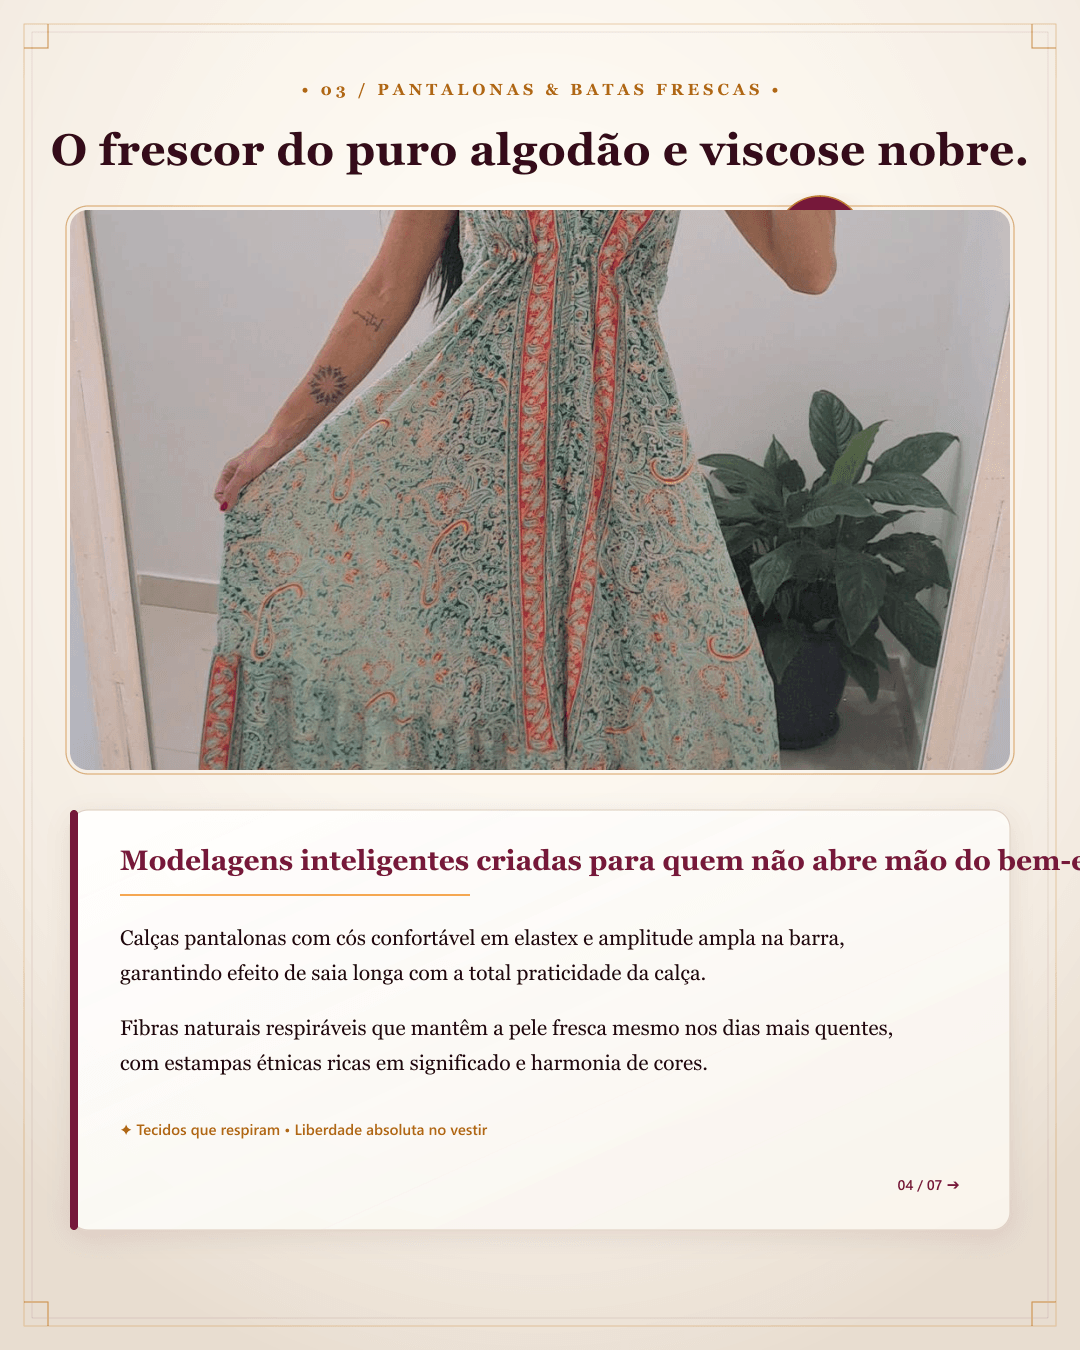 • 03 / PANTALONAS & BATAS FRESCAS •
O frescor do puro algodão e viscose nobre.
Modelagens inteligentes criadas para quem não abre mão do bem-e
Calças pantalonas com cós confortável em elastex e amplitude ampla na barra,
garantindo efeito de saia longa com a total praticidade da calça.
Fibras naturais respiráveis que mantêm a pele fresca mesmo nos dias mais quentes,
com estampas étnicas ricas em significado e harmonia de cores.
✦ Tecidos que respiram • Liberdade absoluta no vestir
04 / 07 ➔